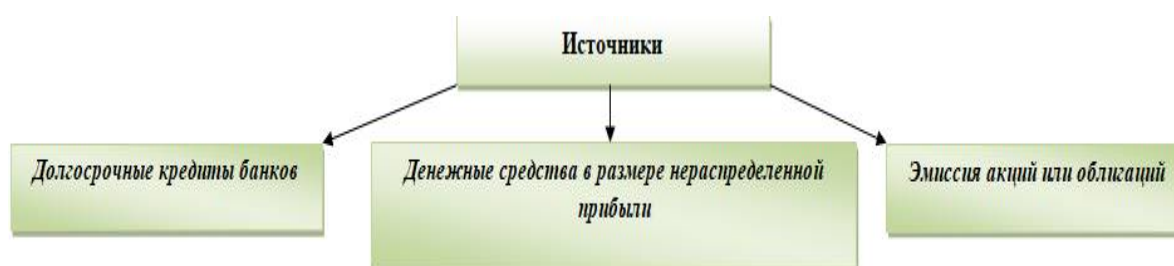 Источники
Долгосрочные кредиты банков
Денежные средства в размере нераспределенной
прибыли
Эмиссия акций или облигаций